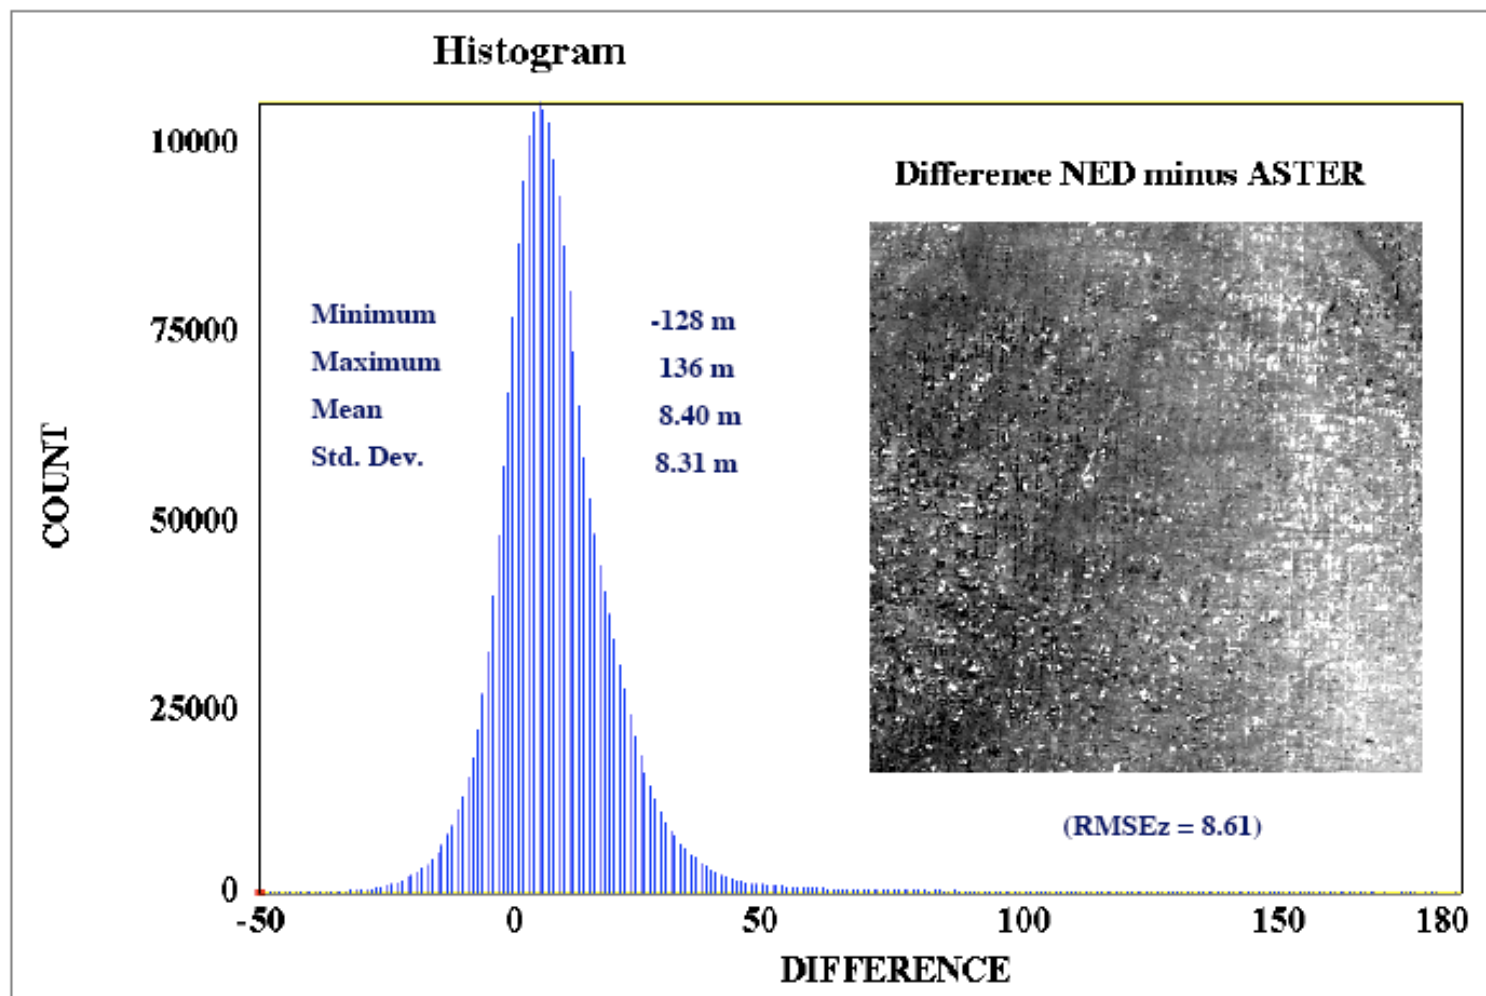 Histogram
10000
75000
50000
25000
0
COUNT
-50
0
50
100
150
180
DIFFERENCE
Minimum -128 m
Maximum 136 m
Mean 8.40 m
Std. Dev. 8.31 m
Difference NED minus ASTER
(RMSEz = 8.61)